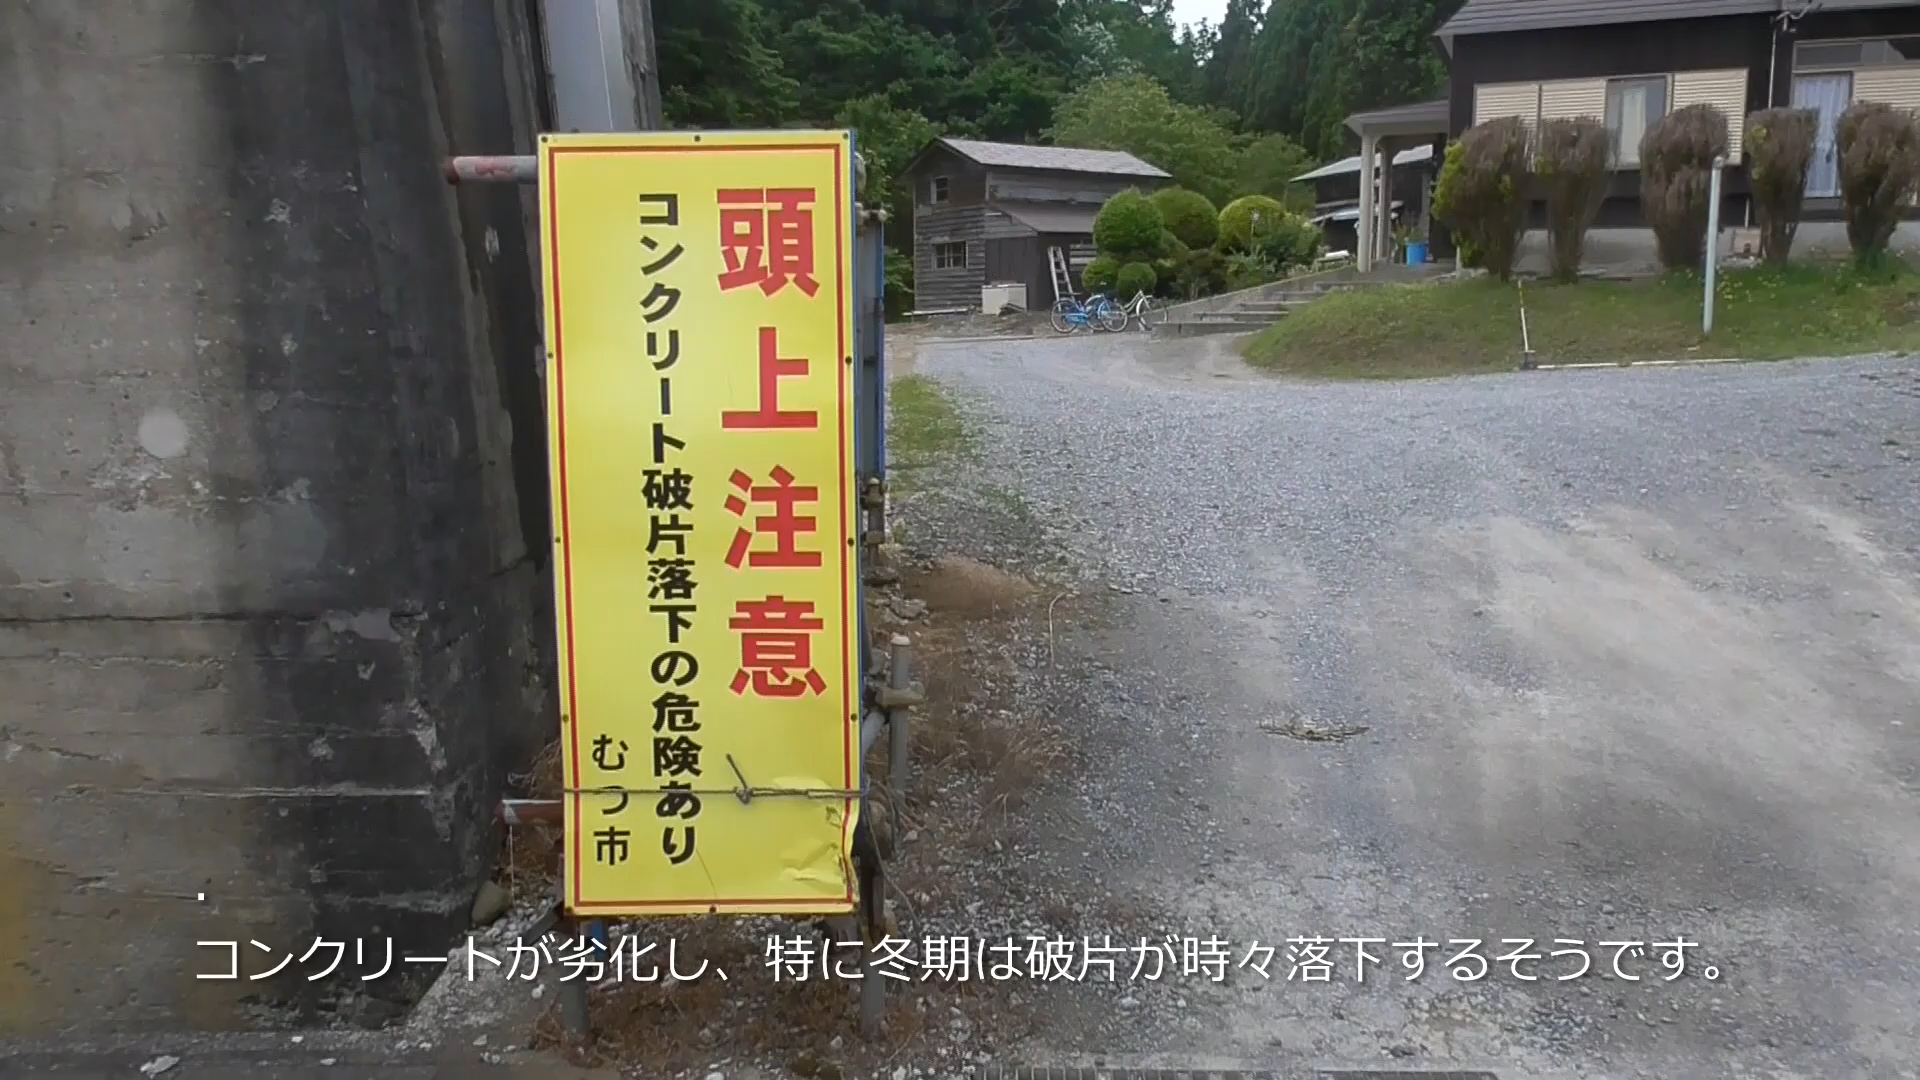 頭上注意
コンクリート破片落下の危険あり
むつ市
.
コンクリートが劣化し、特に冬期は破片が時々落下するそうです。